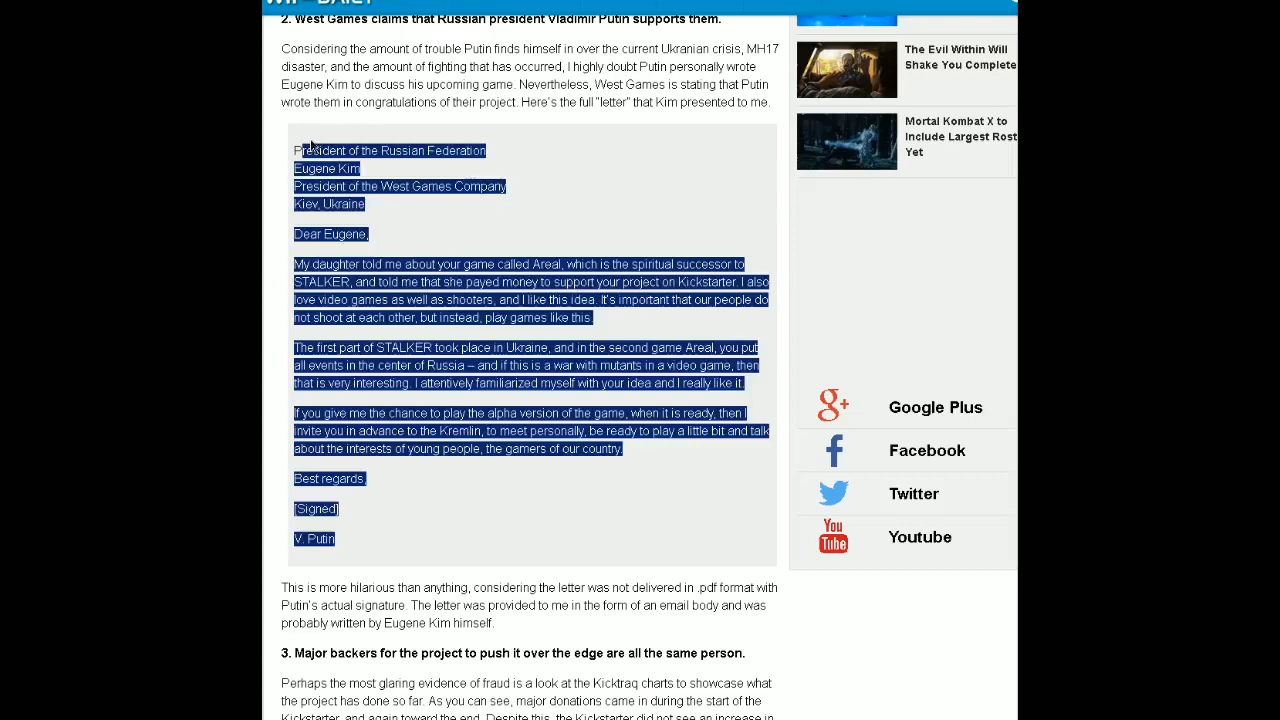 2. West Games claims that Russian president Vladimir Putin supports them.
Considering the amount of trouble Putin finds himself in over the current Ukranian crisis, MH17
disaster, and the amount of fighting that has occurred, I highly doubt Putin personally wrote
Eugene Kim to discuss his upcoming game. Nevertheless, West Games is stating that Putin
wrote them in congratulations of their project. Here's the full "letter" that Kim presented to me.
President of the Russian Federation
Eugene Kim
President of the West Games Company
Kiev, Ukraine
Dear Eugene,
My daughter told me about your game called Areal, which is the spiritual successor to
STALKER, and told me that she payed money to support your project on Kickstarter. I also
love video games as well as shooters, and I like this idea. It's important that our people do
not shoot at each other, but instead, play games like this.
The first part of STALKER took place in Ukraine, and in the second game Areal, you put
all events in the center of Russia – and if this is a war with mutants in a video game, then
that is very interesting. I attentively familiarized myself with your idea and I really like it.
If you give me the chance to play the alpha version of the game, when it is ready, then I
invite you in advance to the Kremlin, to meet personally, be ready to play a little bit and talk
about the interests of young people, the gamers of our country.
Best regards,
[Signed]
V. Putin
This is more hilarious than anything, considering the letter was not delivered in .pdf format with
Putin's actual signature. The letter was provided to me in the form of an email body and was
probably written by Eugene Kim himself.
3. Major backers for the project to push it over the edge are all the same person.
Perhaps the most glaring evidence of fraud is a look at the Kicktraq charts to showcase what
the project has done so far. As you can see, major donations came in during the start of the
Kickstarter, and again toward the end. Despite this, the Kickstarter did not see an increase in
The Evil Within Will
Shake You Complete
Mortal Kombat X to
Include Largest Rost
Yet
Google Plus
Facebook
Twitter
You
Tube
Youtube